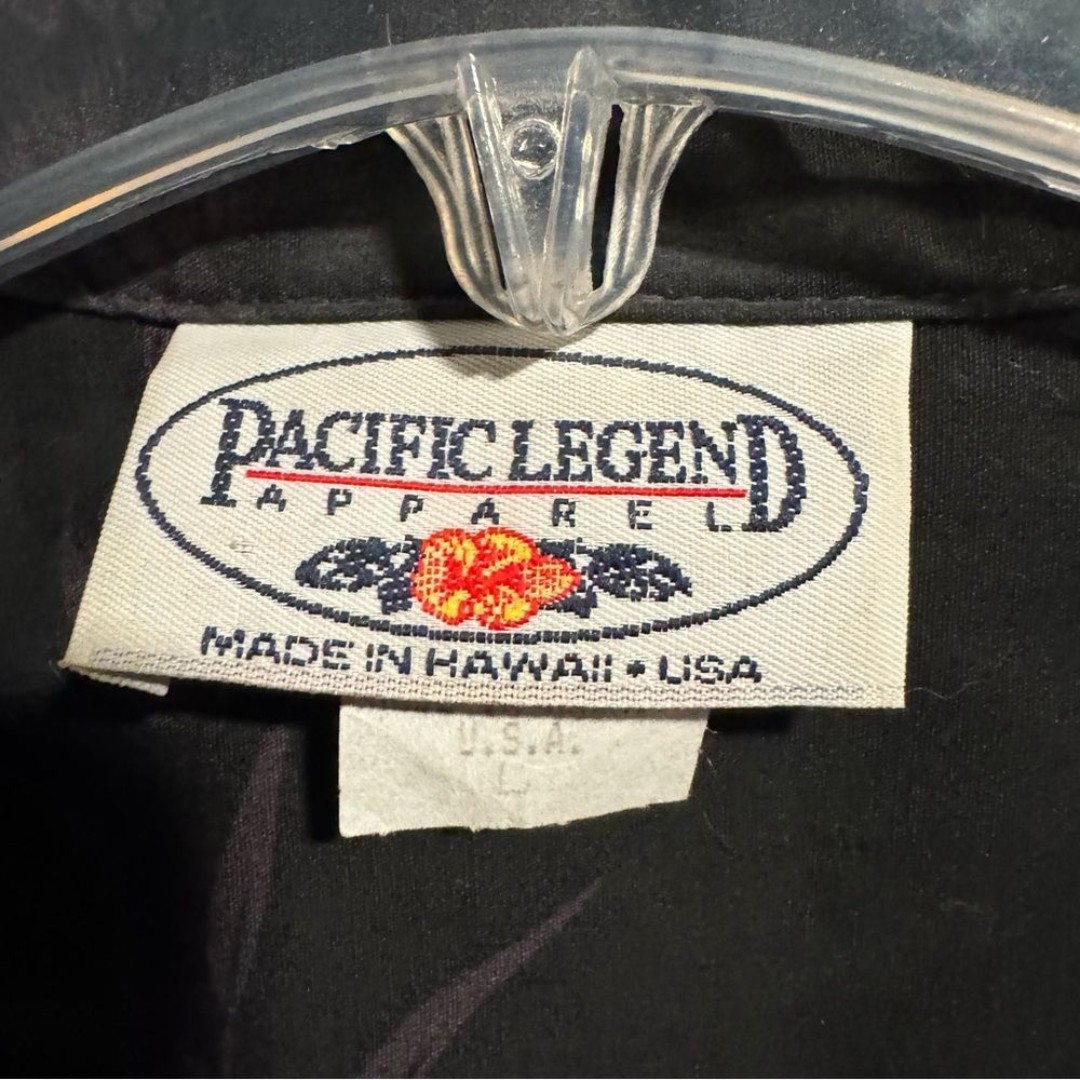 PACIFIC LEGEND
APPAREL
MADE IN HAWAII • USA
U.S.A.
L